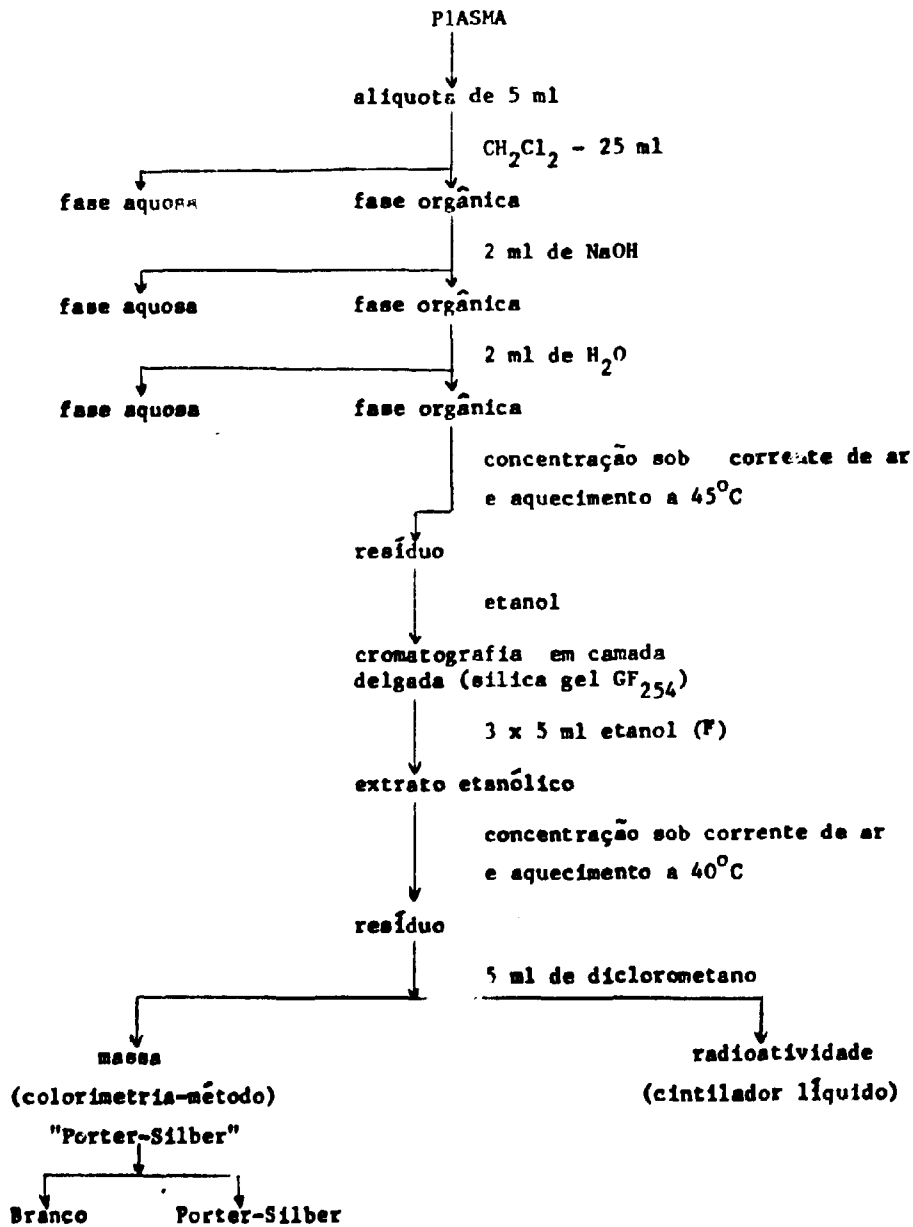 PlASMA
alíquota de 5 ml
CH2Cl2 - 25 ml
fase aquosa fase orgânica
2 ml de NaOH
fase aquosa fase orgânica
2 ml de H2O
fase aquosa fase orgânica
concentração sob corrente de ar
e aquecimento a 45°C
resíduo
etanol
cromatografia em camada
delgada (silica gel GF254)
3 x 5 ml etanol (F)
extrato etanólico
concentração sob corrente de ar
e aquecimento a 40°C
resíduo
5 ml de diclorometano
massa radioatividade
(colorimetria-método) (cintilador líquido)
"Porter-Silber"
Branco Porter-Silber